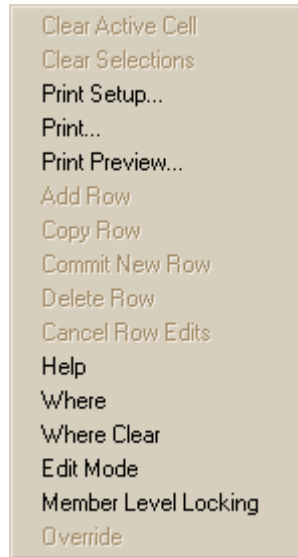 Clear Active Cell
Clear Selections
Print Setup...
Print...
Print Preview...
Add Row
Copy Row
Commit New Row
Delete Row
Cancel Row Edits
Help
Where
Where Clear
Edit Mode
Member Level Locking
Override